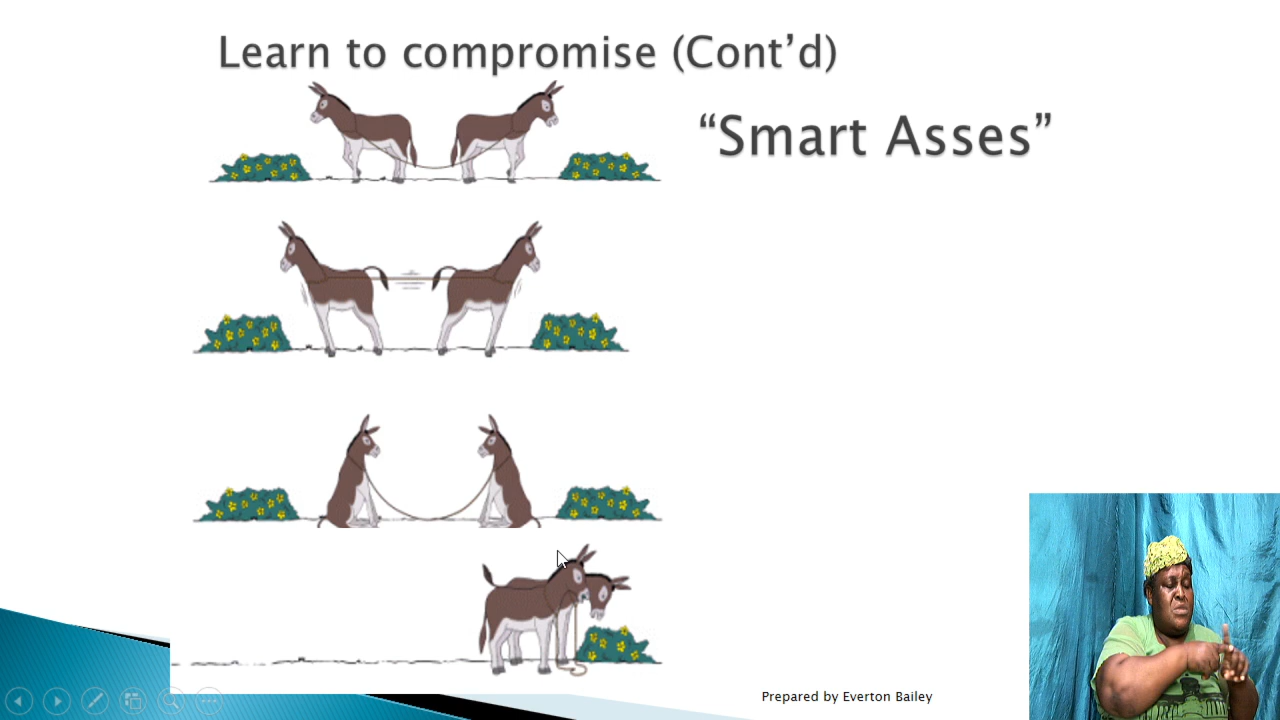 Learn to compromise (Cont’d)
“Smart Asses”
Prepared by Everton Bailey